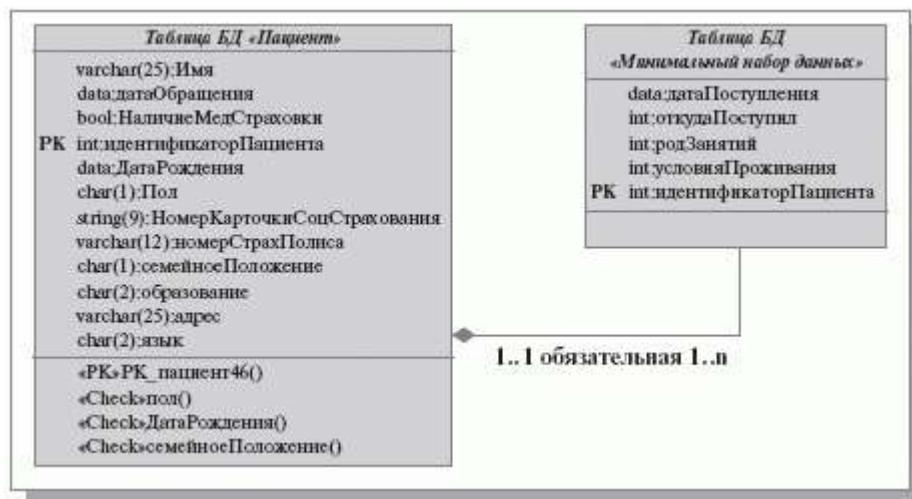 Таблица БД «Пациент»
varchar(25):Имя
data:датаОбращения
bool:НаличиеМедСтраховки
PK int:идентификаторПациента
data:ДатаРождения
char(1):Пол
string(9):НомерКарточкиСоцСтрахования
varchar(12):номерСтрахПолиса
char(1):семейноеПоложение
char(2):образование
varchar(25):адрес
char(2):язык
«PK»PK_пациент46()
«Check»пол()
«Check»ДатаРождения()
«Check»семейноеПоложение()
Таблица БД
«Минимальный набор данных»
data:датаПоступления
int:откудаПоступил
int:родЗанятий
int:условияПроживания
PK int:идентификаторПациента
1..1 обязательная 1..n